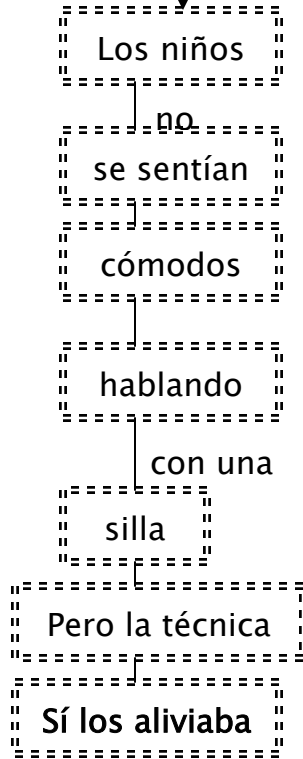 Los niños
no
se sentían
cómodos
hablando
con una
silla
Pero la técnica
Sí los aliviaba